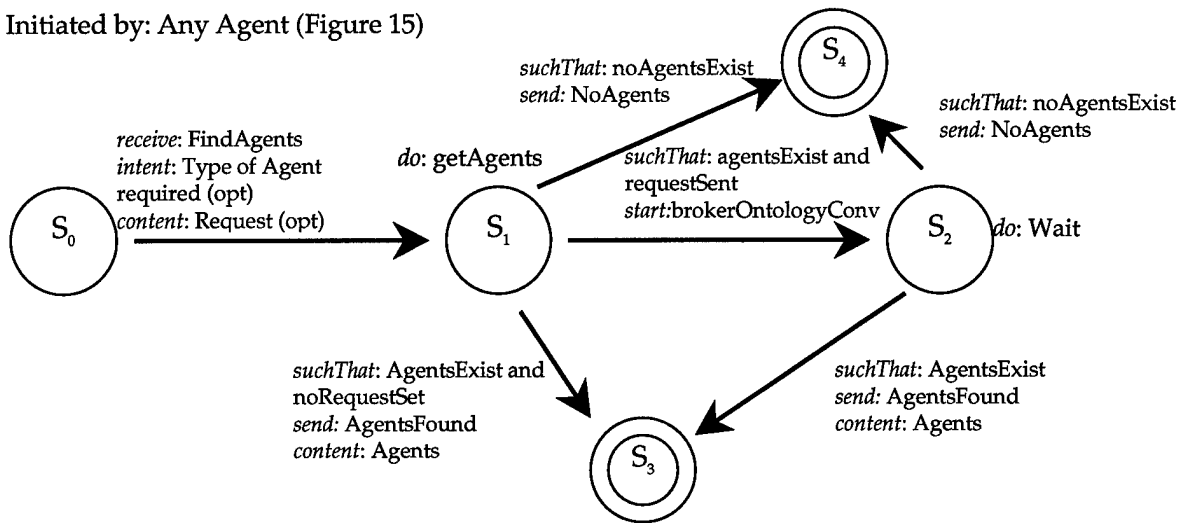 Initiated by: Any Agent (Figure 15)
suchThat: noAgentsExist
send: NoAgents
S4
suchThat: noAgentsExist
send: NoAgents
receive: FindAgents
intent: Type of Agent
required (opt)
content: Request (opt)
do: getAgents
suchThat: agentsExist and
requestSent
start:brokerOntologyConv
S0
S1
S2
do: Wait
suchThat: AgentsExist and
noRequestSet
send: AgentsFound
content: Agents
suchThat: AgentsExist
send: AgentsFound
content: Agents
S3